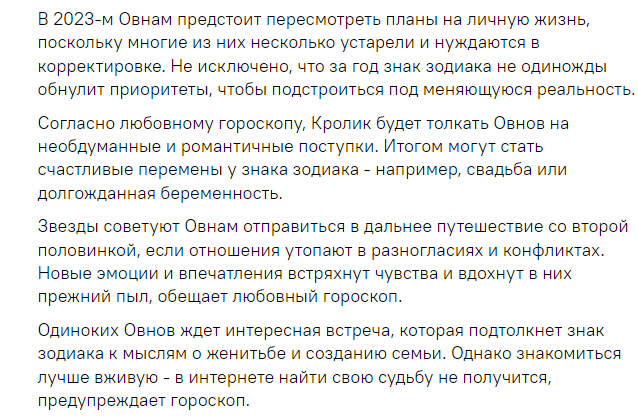 В 2023-м Овнам предстоит пересмотреть планы на личную жизнь,
поскольку многие из них несколько устарели и нуждаются в
корректировке. Не исключено, что за год знак зодиака не одиножды
обнулит приоритеты, чтобы подстроиться под меняющуюся реальность.
Согласно любовному гороскопу, Кролик будет толкать Овнов на
необдуманные и романтичные поступки. Итогом могут стать
счастливые перемены у знака зодиака - например, свадьба или
долгожданная беременность.
Звезды советуют Овнам отправиться в дальнее путешествие со второй
половинкой, если отношения утопают в разногласиях и конфликтах.
Новые эмоции и впечатления встряхнут чувства и вдохнут в них
прежний пыл, обещает любовный гороскоп.
Одиноких Овнов ждет интересная встреча, которая подтолкнет знак
зодиака к мыслям о женитьбе и созданию семьи. Однако знакомиться
лучше вживую - в интернете найти свою судьбу не получится,
предупреждает гороскоп.